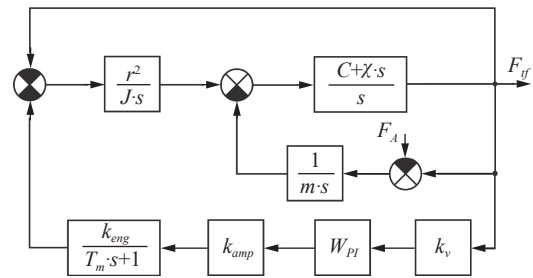 r²
J·s
C+χ·s
s
F_tf
F_A
1
m·s
k_eng
T_m·s+1
k_amp
W_PI
k_v